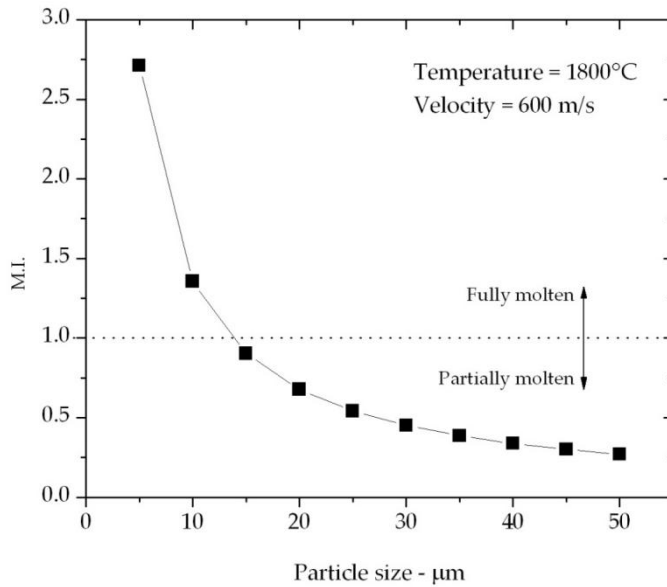 3.0
Temperature = 1800°C
Velocity = 600 m/s
2.5
2.0
1.5
Fully molten
M.I.
1.0
Partially molten
0.5
0.0
0 10 20 30 40 50
Particle size - μm